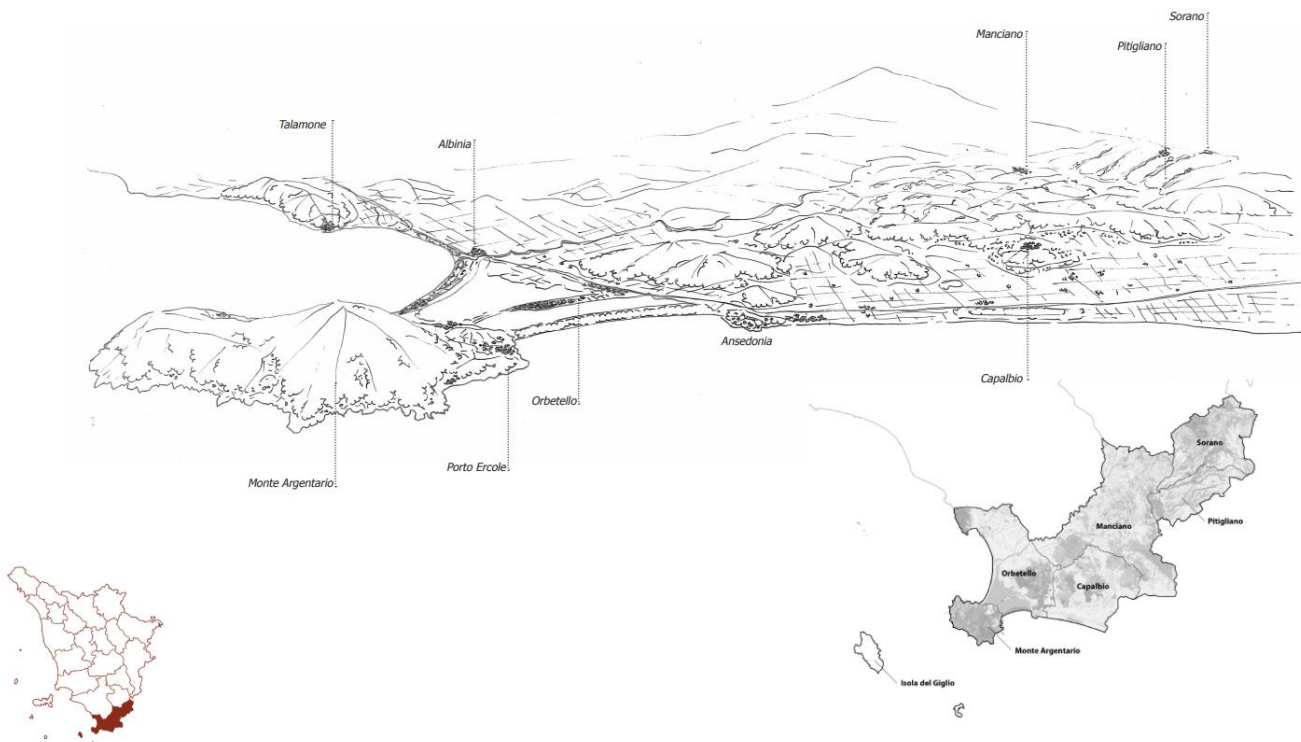 Sorano
Manciano
Pitigliano
Talamone
Albinia
Ansedonia
Capalbio
Orbetello
Porto Ercole
Monte Argentario
Sorano
Pitigliano
Manciano
Orbetello
Capalbio
Monte Argentario
Isola del Giglio